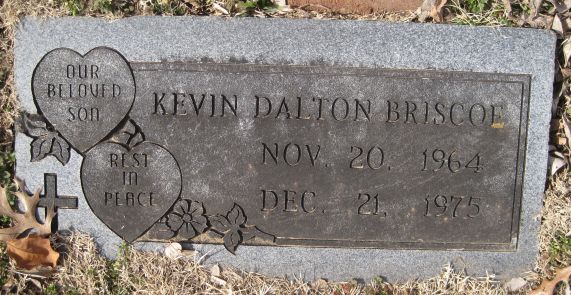 OUR
BELOVED
SON
REST
IN
PEACE
KEVIN DALTON BRISCOE
NOV. 20. 1964
DEC. 21, 1975